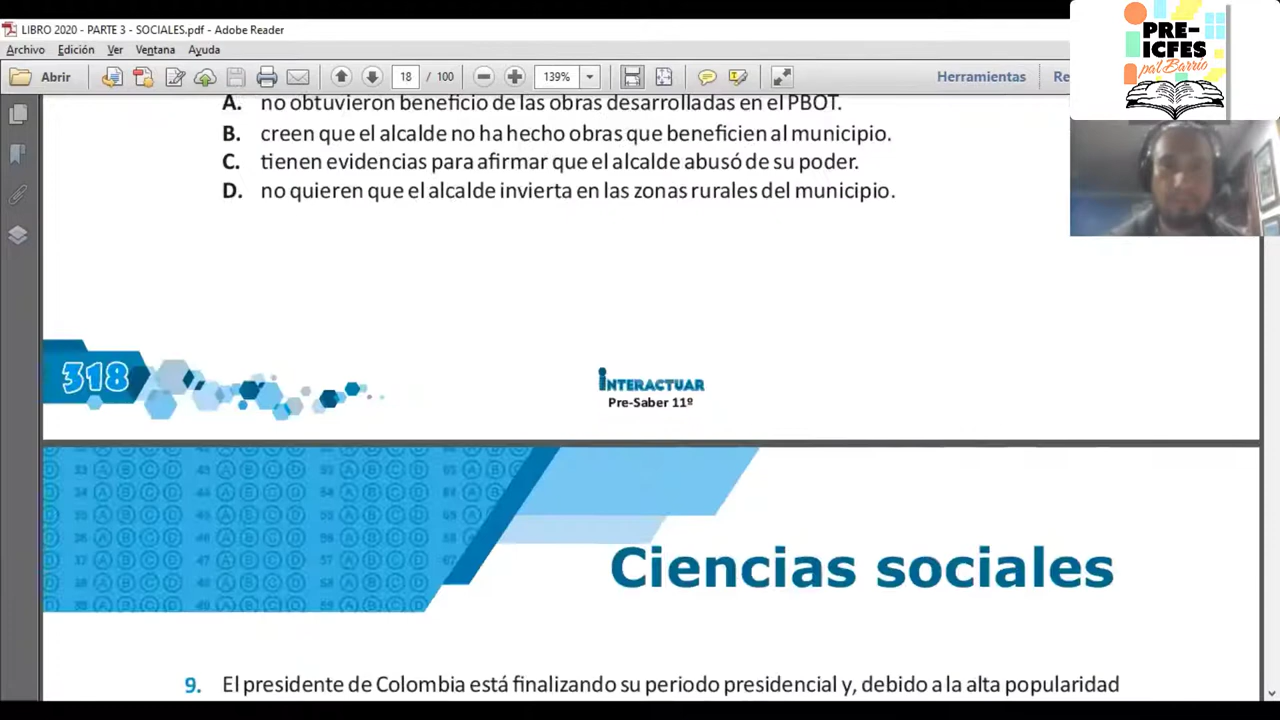 LIBRO 2020 - PARTE 3 - SOCIALES.pdf - Adobe Reader
Archivo Edición Ver Ventana Ayuda
Abrir 18 / 100 139% Herramientas Re
PRE-
ICFES
pa'l Barrio
A. no obtuvieron beneficio de las obras desarrolladas en el PBOT.
B. creen que el alcalde no ha hecho obras que beneficien al municipio.
C. tienen evidencias para afirmar que el alcalde abusó de su poder.
D. no quieren que el alcalde invierta en las zonas rurales del municipio.
318
INTERACTUAR
Pre-Saber 11º
Ciencias sociales
9. El presidente de Colombia está finalizando su periodo presidencial y, debido a la alta popularidad